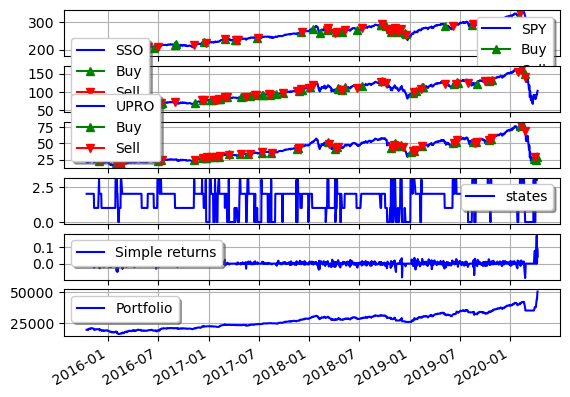 300
200
SPY
Buy
SSO
Buy
Sell
150
100
50
UPRO
Buy
Sell
75
50
25
2.5
0.0
states
0.1
0.0
Simple returns
50000
25000
Portfolio
2016-01
2016-07
2017-01
2017-07
2018-01
2018-07
2019-01
2019-07
2020-01